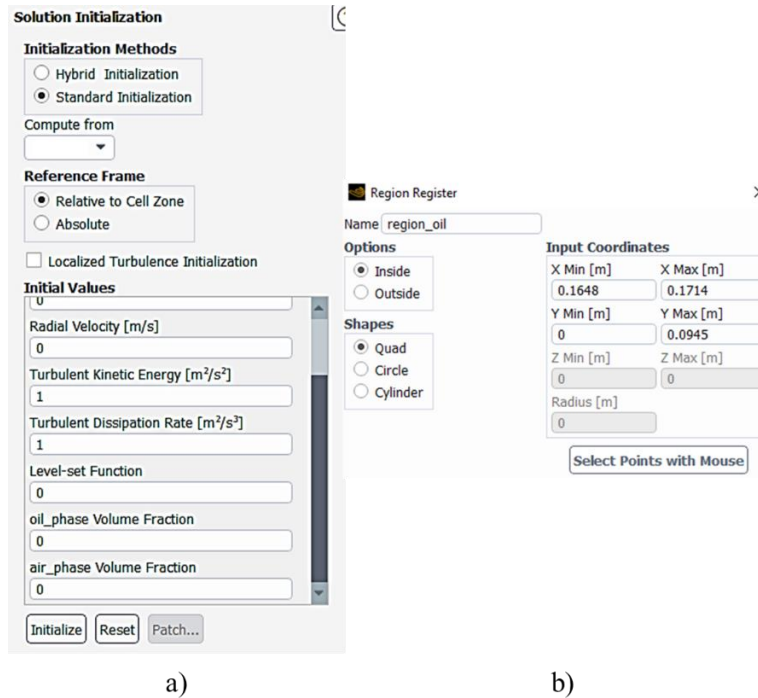 Solution Initialization
Initialization Methods
Hybrid Initialization
Standard Initialization
Compute from
Reference Frame
Relative to Cell Zone
Absolute
Localized Turbulence Initialization
Initial Values
0
Radial Velocity [m/s]
0
Turbulent Kinetic Energy [m²/s²]
1
Turbulent Dissipation Rate [m²/s³]
1
Level-set Function
0
oil_phase Volume Fraction
0
air_phase Volume Fraction
0
Initialize Reset Patch...
a)
Region Register
Name region_oil
Options
Inside
Outside
Shapes
Quad
Circle
Cylinder
Input Coordinates
X Min [m] X Max [m]
0.1648 0.1714
Y Min [m] Y Max [m]
0 0.0945
Z Min [m] Z Max [m]
0 0
Radius [m]
0
Select Points with Mouse
b)